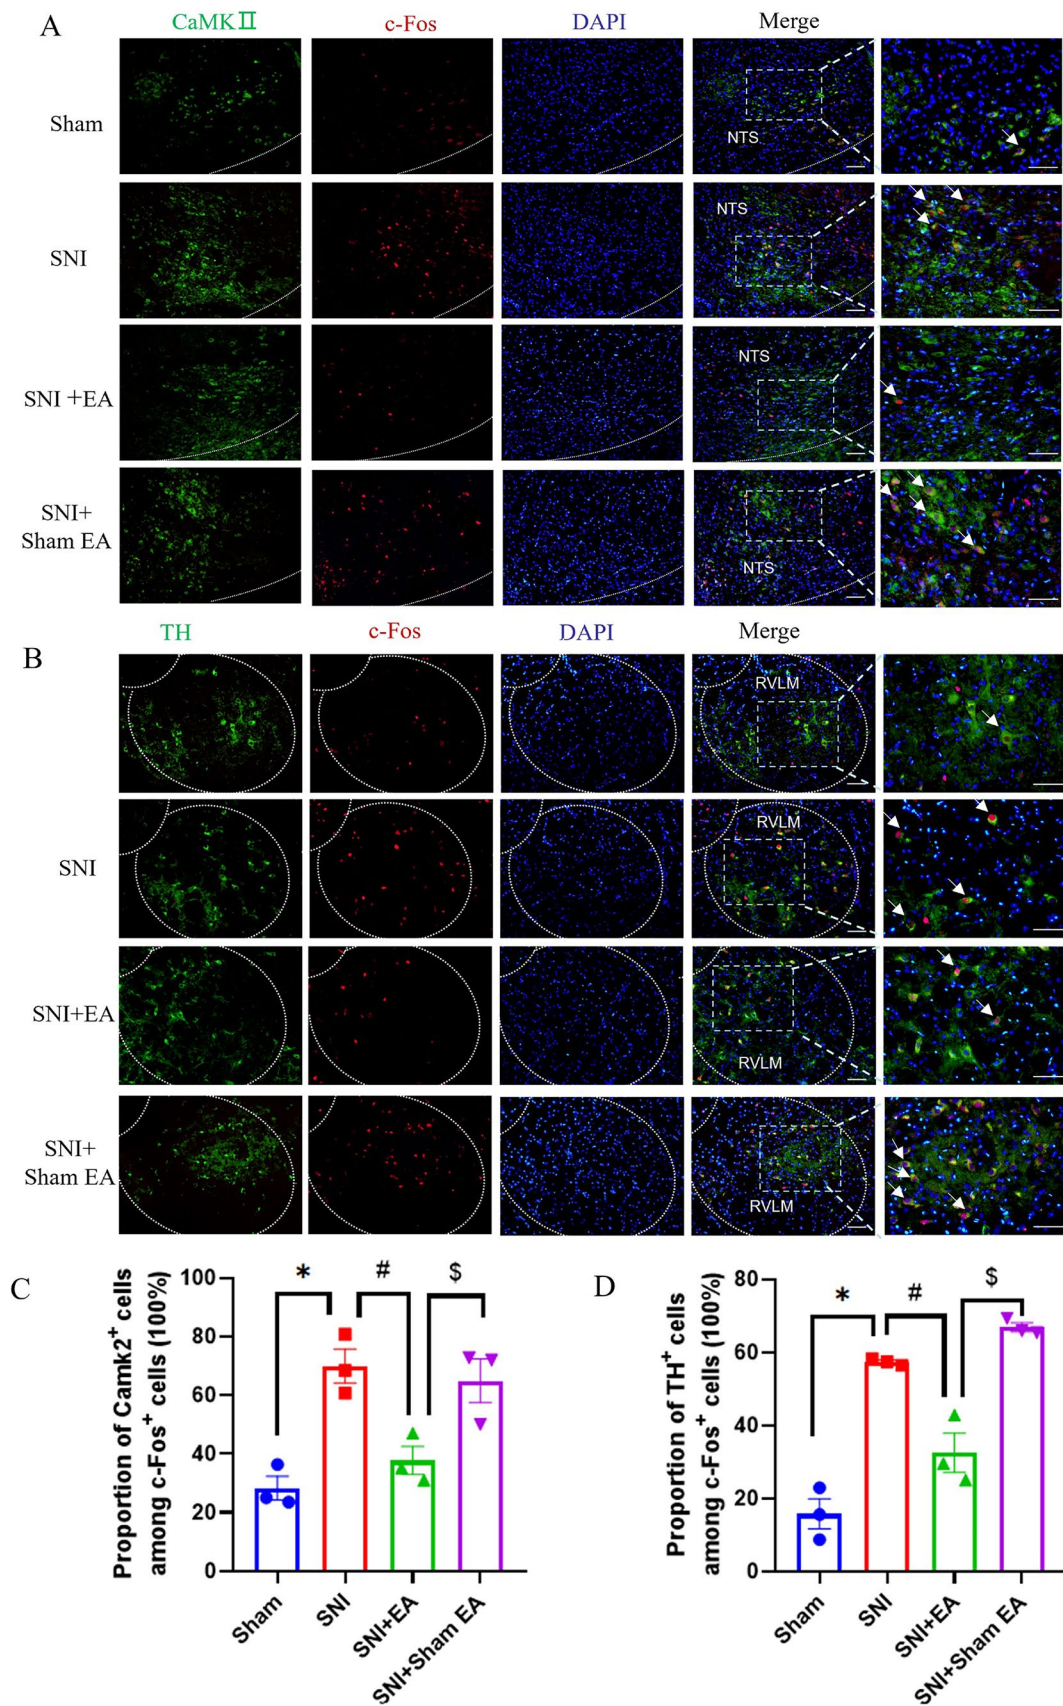 A
CaMKⅡ c-Fos DAPI Merge
Sham
NTS
SNI
NTS
SNI +EA
NTS
SNI+
Sham EA
NTS
B
TH c-Fos DAPI Merge
RVLM
SNI
RVLM
SNI+EA
RVLM
SNI+
Sham EA
RVLM
C
Proportion of Camk2⁺ cells
among c-Fos⁺ cells (100%)
100
80
60
40
20
0
* # $
Sham
SNI
SNI+EA
SNI+Sham EA
D
Proportion of TH⁺ cells
among c-Fos⁺ cells (100%)
80
60
40
20
0
* # $
Sham
SNI
SNI+EA
SNI+Sham EA